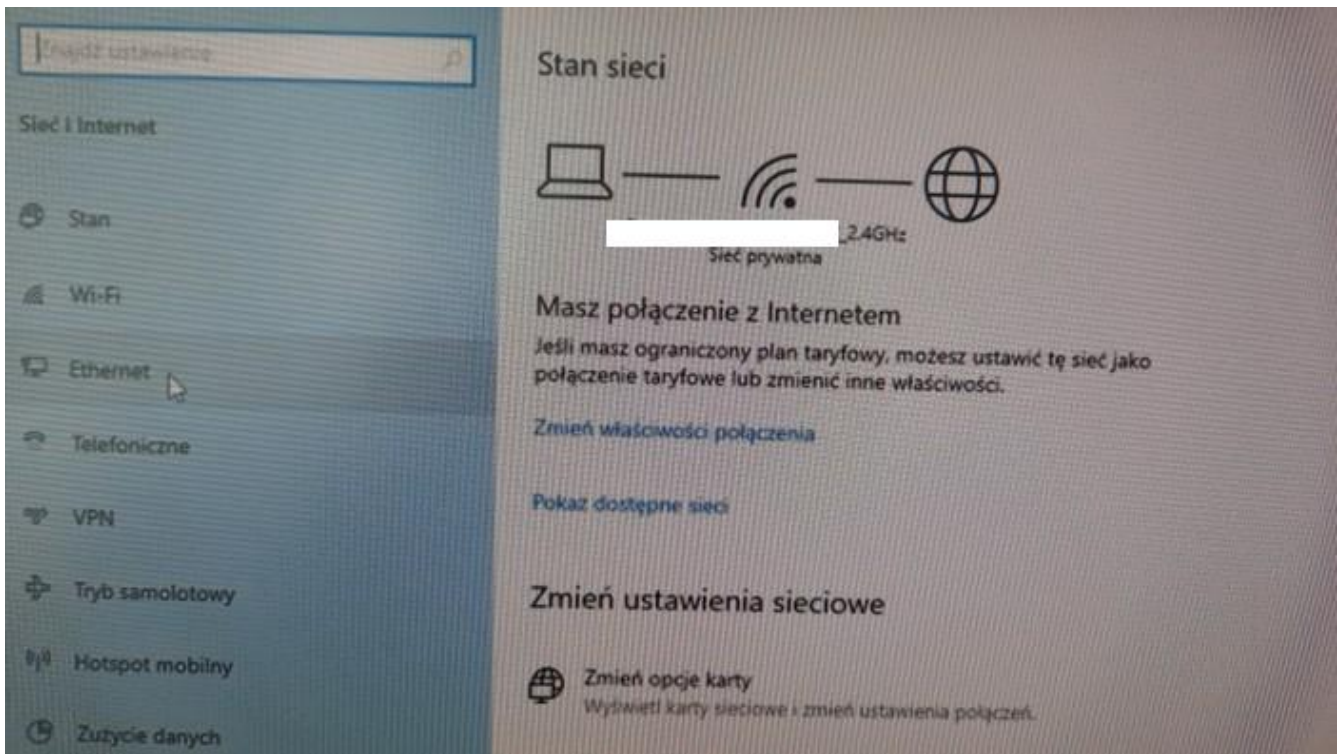 Znajdź ustawienie
Sieć i Internet
Stan
Wi-Fi
Ethernet
Telefoniczne
VPN
Tryb samolotowy
Hotspot mobilny
Zużycie danych
Stan sieci
_2.4GHz
Sieć prywatna
Masz połączenie z Internetem
Jeśli masz ograniczony plan taryfowy, możesz ustawić tę sieć jako
połączenie taryfowe lub zmienić inne właściwości.
Zmień właściwości połączenia
Pokaż dostępne sieci
Zmień ustawienia sieciowe
Zmień opcje karty
Wyświetl karty sieciowe i zmień ustawienia połączeń.